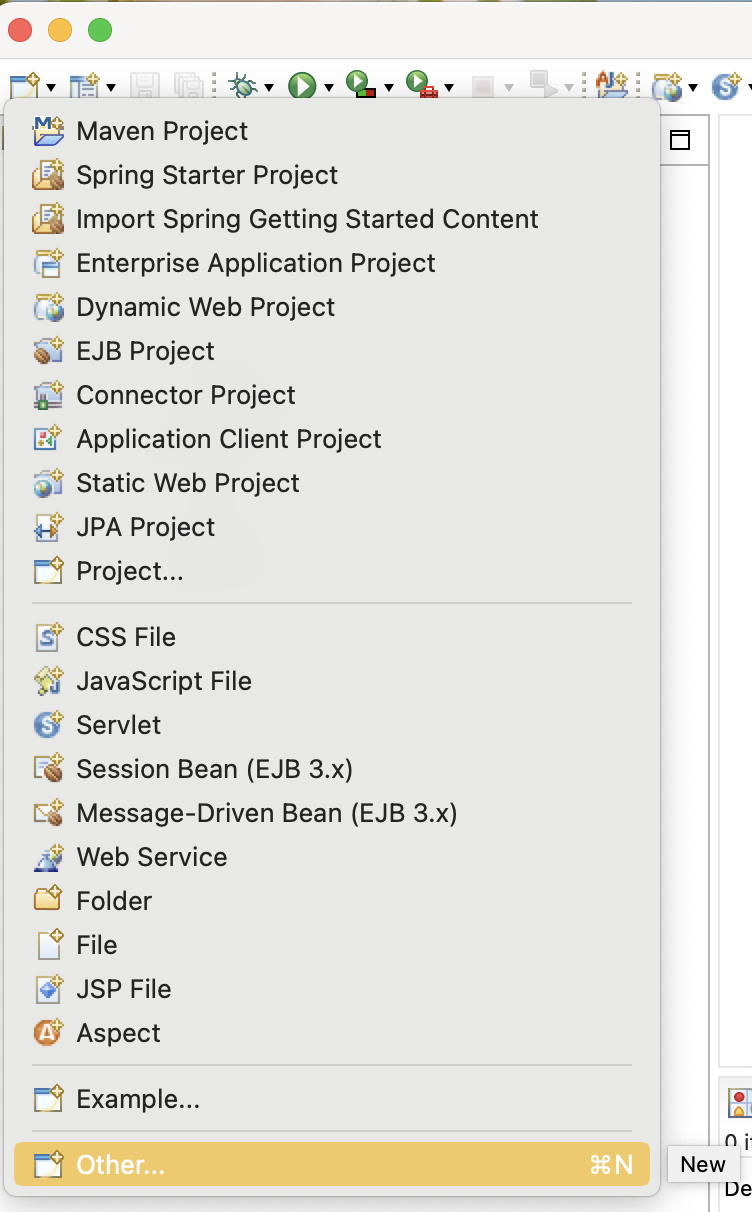 Maven Project
Spring Starter Project
Import Spring Getting Started Content
Enterprise Application Project
Dynamic Web Project
EJB Project
Connector Project
Application Client Project
Static Web Project
JPA Project
Project...
CSS File
JavaScript File
Servlet
Session Bean (EJB 3.x)
Message-Driven Bean (EJB 3.x)
Web Service
Folder
File
JSP File
Aspect
Example...
0 i
Other... ⌘N
New
De